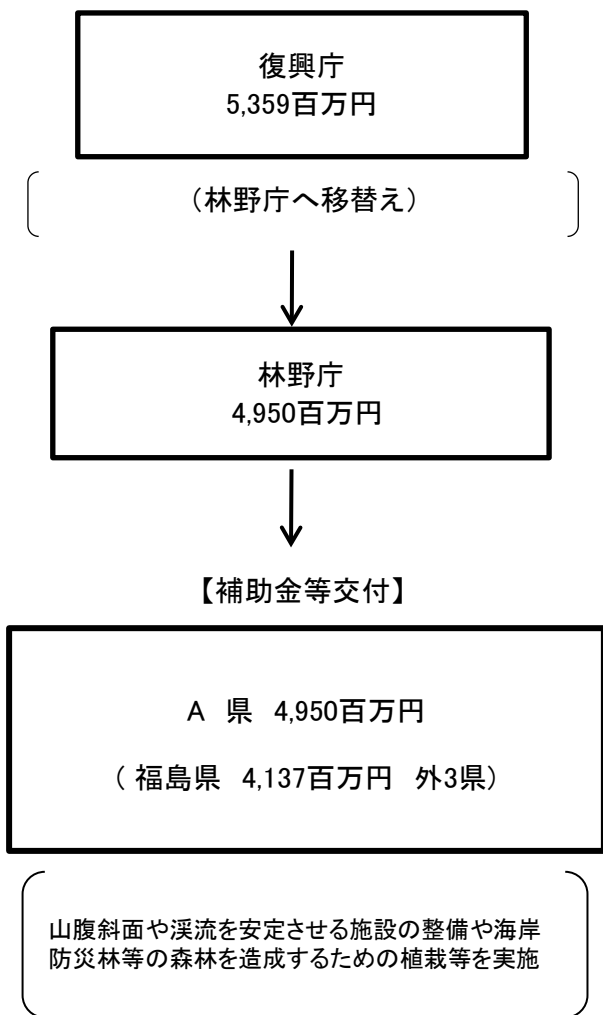 復興庁
5,359百万円
（林野庁へ移替え）
林野庁
4,950百万円
【補助金等交付】
A　県　4,950百万円
（ 福島県　4,137百万円　外3県）
山腹斜面や渓流を安定させる施設の整備や海岸
防災林等の森林を造成するための植栽等を実施